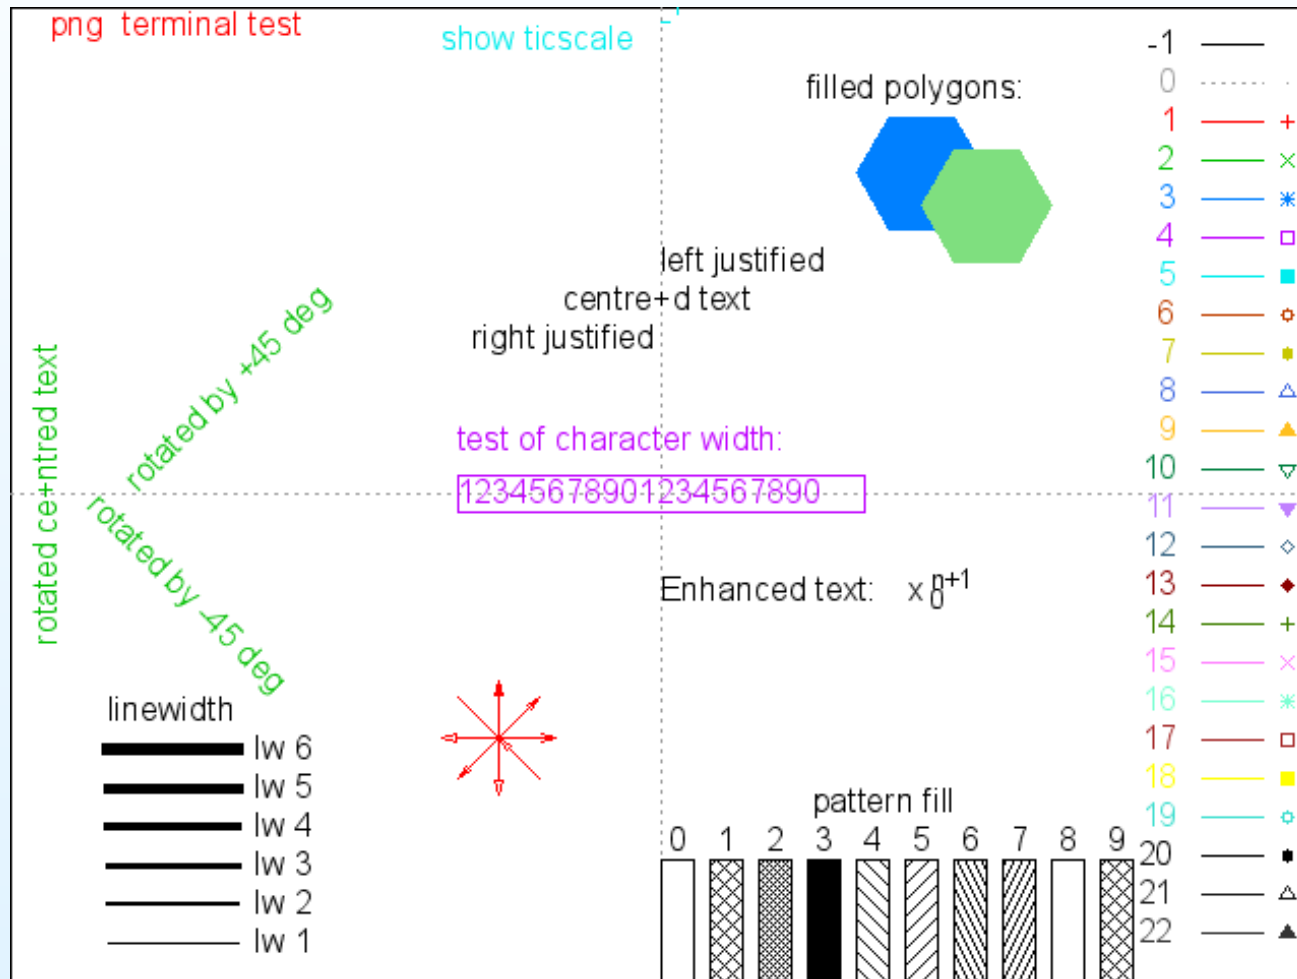 png  terminal test
show ticscale
filled polygons:
left justified
centre+d text
right justified
rotated ce+ntred text
rotated by +45 deg
rotated by -45 deg
test of character width:
12345678901234567890
Enhanced text:   x n+1 0
linewidth
lw 6
lw 5
lw 4
lw 3
lw 2
lw 1
pattern fill
0 1 2 3 4 5 6 7 8 9
-1
0
1
2
3
4
5
6
7
8
9
10
11
12
13
14
15
16
17
18
19
20
21
22